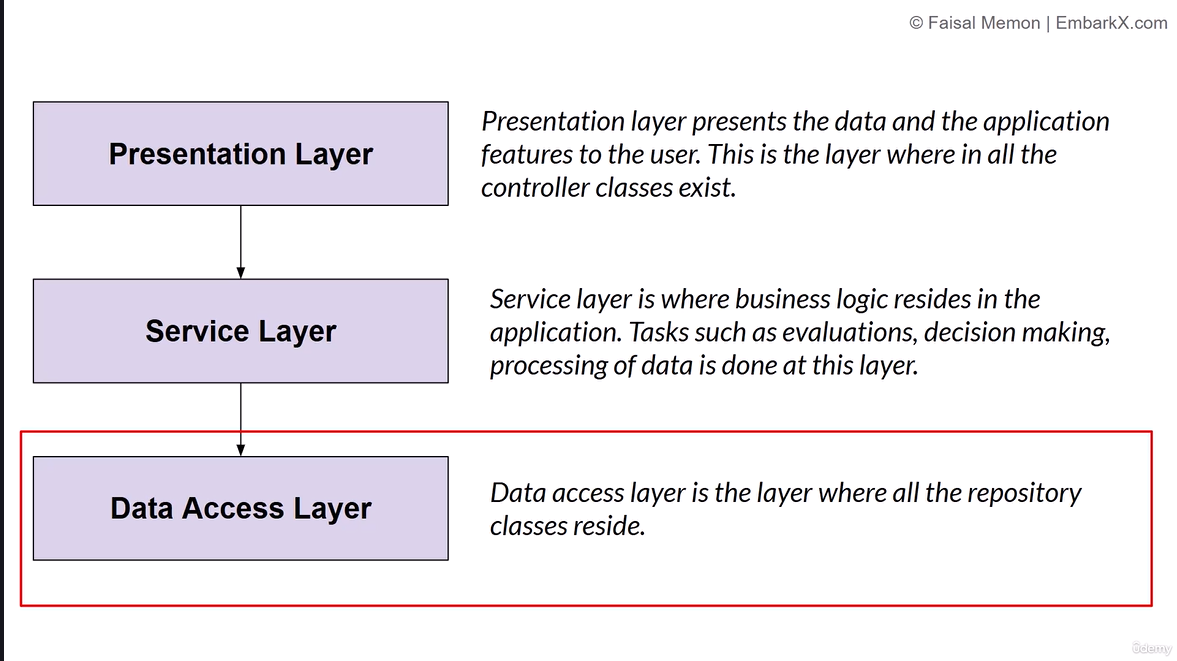 © Faisal Memon | EmbarkX.com
Presentation Layer
Presentation layer presents the data and the application
features to the user. This is the layer where in all the
controller classes exist.
Service Layer
Service layer is where business logic resides in the
application. Tasks such as evaluations, decision making,
processing of data is done at this layer.
Data Access Layer
Data access layer is the layer where all the repository
classes reside.
ûdemy